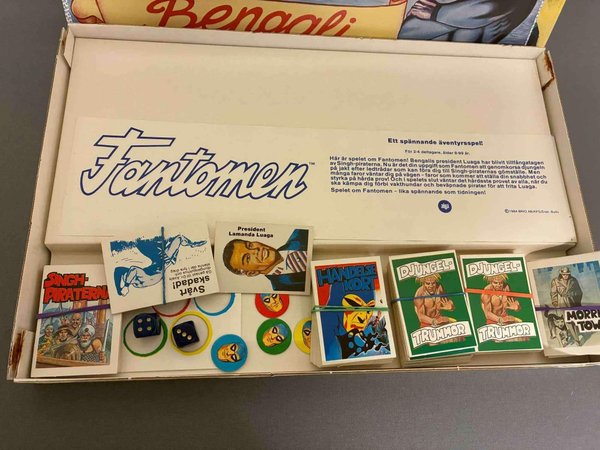 Bengali
Fantomen™
Ett spännande äventyrsspel!
För 2-4 deltagare, ålder 8-99 år.
Här är spelet om Fantomen! Bengalis president Luaga har blivit tillfångatagen
av Singh-piraterna. Nu är det din uppgift som Fantomen att genomkorsa djungeln
på jakt efter ledtrådar som kan föra dig till Singh-piraternas gömställe. Men
många faror väntar dig på vägen - faror som kommer att ställa din snabbhet och
styrka på hårda prov! Och i spelets slut väntar det hårdaste provet av alla, när du
ska kämpa dig förbi vakthundar och beväpnade pirater för att frita Luaga.
Spelet om Fantomen – lika spännande som tidningen!
President
Lamanda Luaga
Svårt
skadad!
SINGH-
PIRATERNA
HÄNDELSE
KORT
DJUNGEL-
TRUMMOR
DJUNGEL-
TRUMMOR